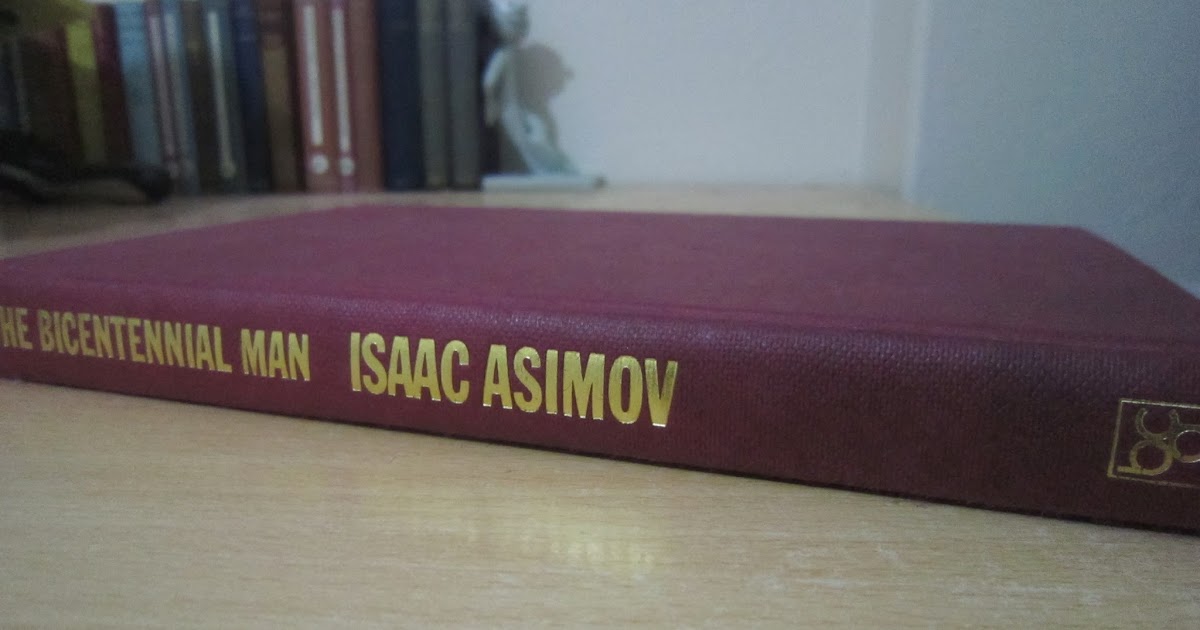 HE BICENTENNIAL MAN ISAAC ASIMOV